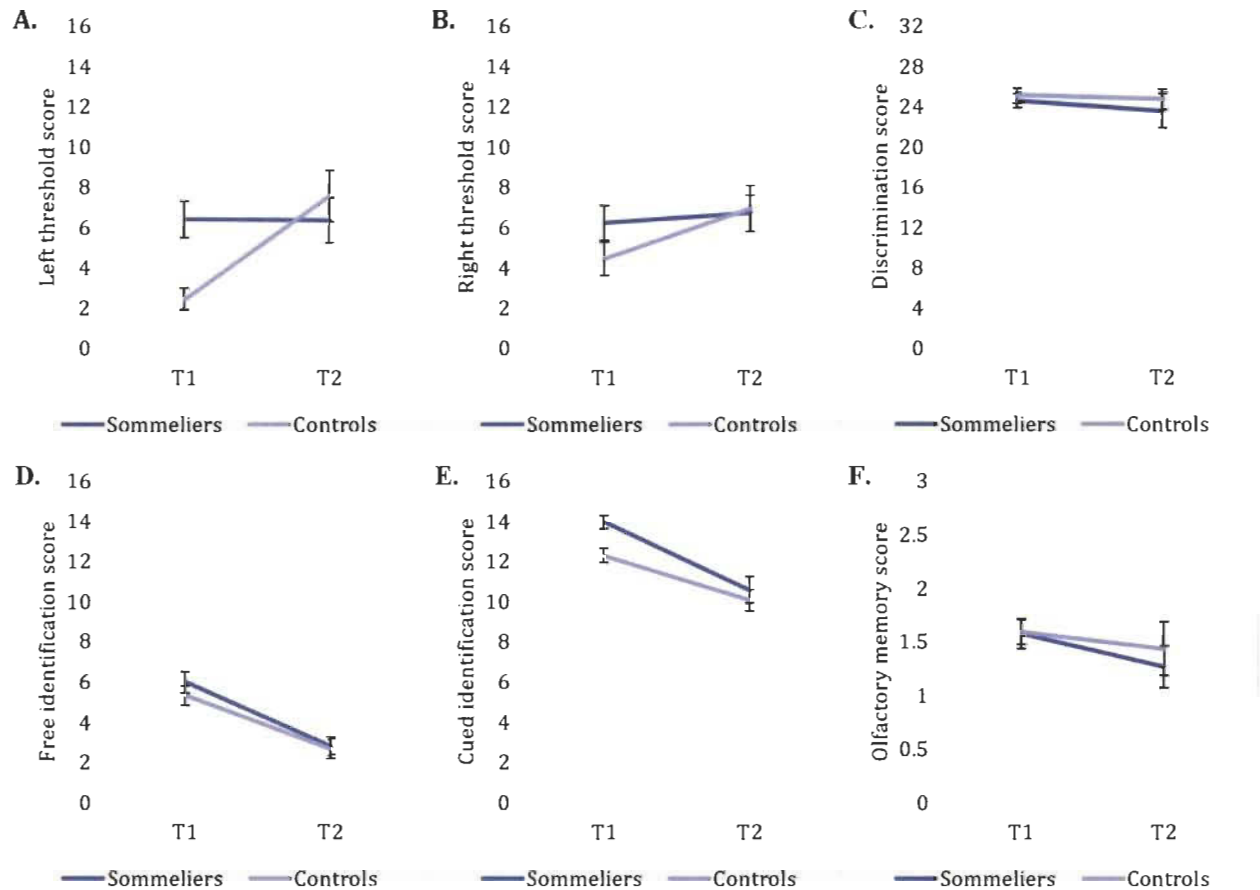 A.
Left threshold score
16
14
12
10
8
6
4
2
0
T1 T2
Sommeliers Controls
B.
Right threshold score
16
14
12
10
8
6
4
2
0
T1 T2
Sommeliers Controls
C.
Discrimination score
32
28
24
20
16
12
8
4
0
T1 T2
Sommeliers Controls
D.
Free identification score
16
14
12
10
8
6
4
2
0
T1 T2
Sommeliers Controls
E.
Cued identification score
16
14
12
10
8
6
4
2
0
T1 T2
Sommeliers Controls
F.
Olfactory memory score
3
2.5
2
1.5
1
0.5
0
T1 T2
Sommeliers Controls